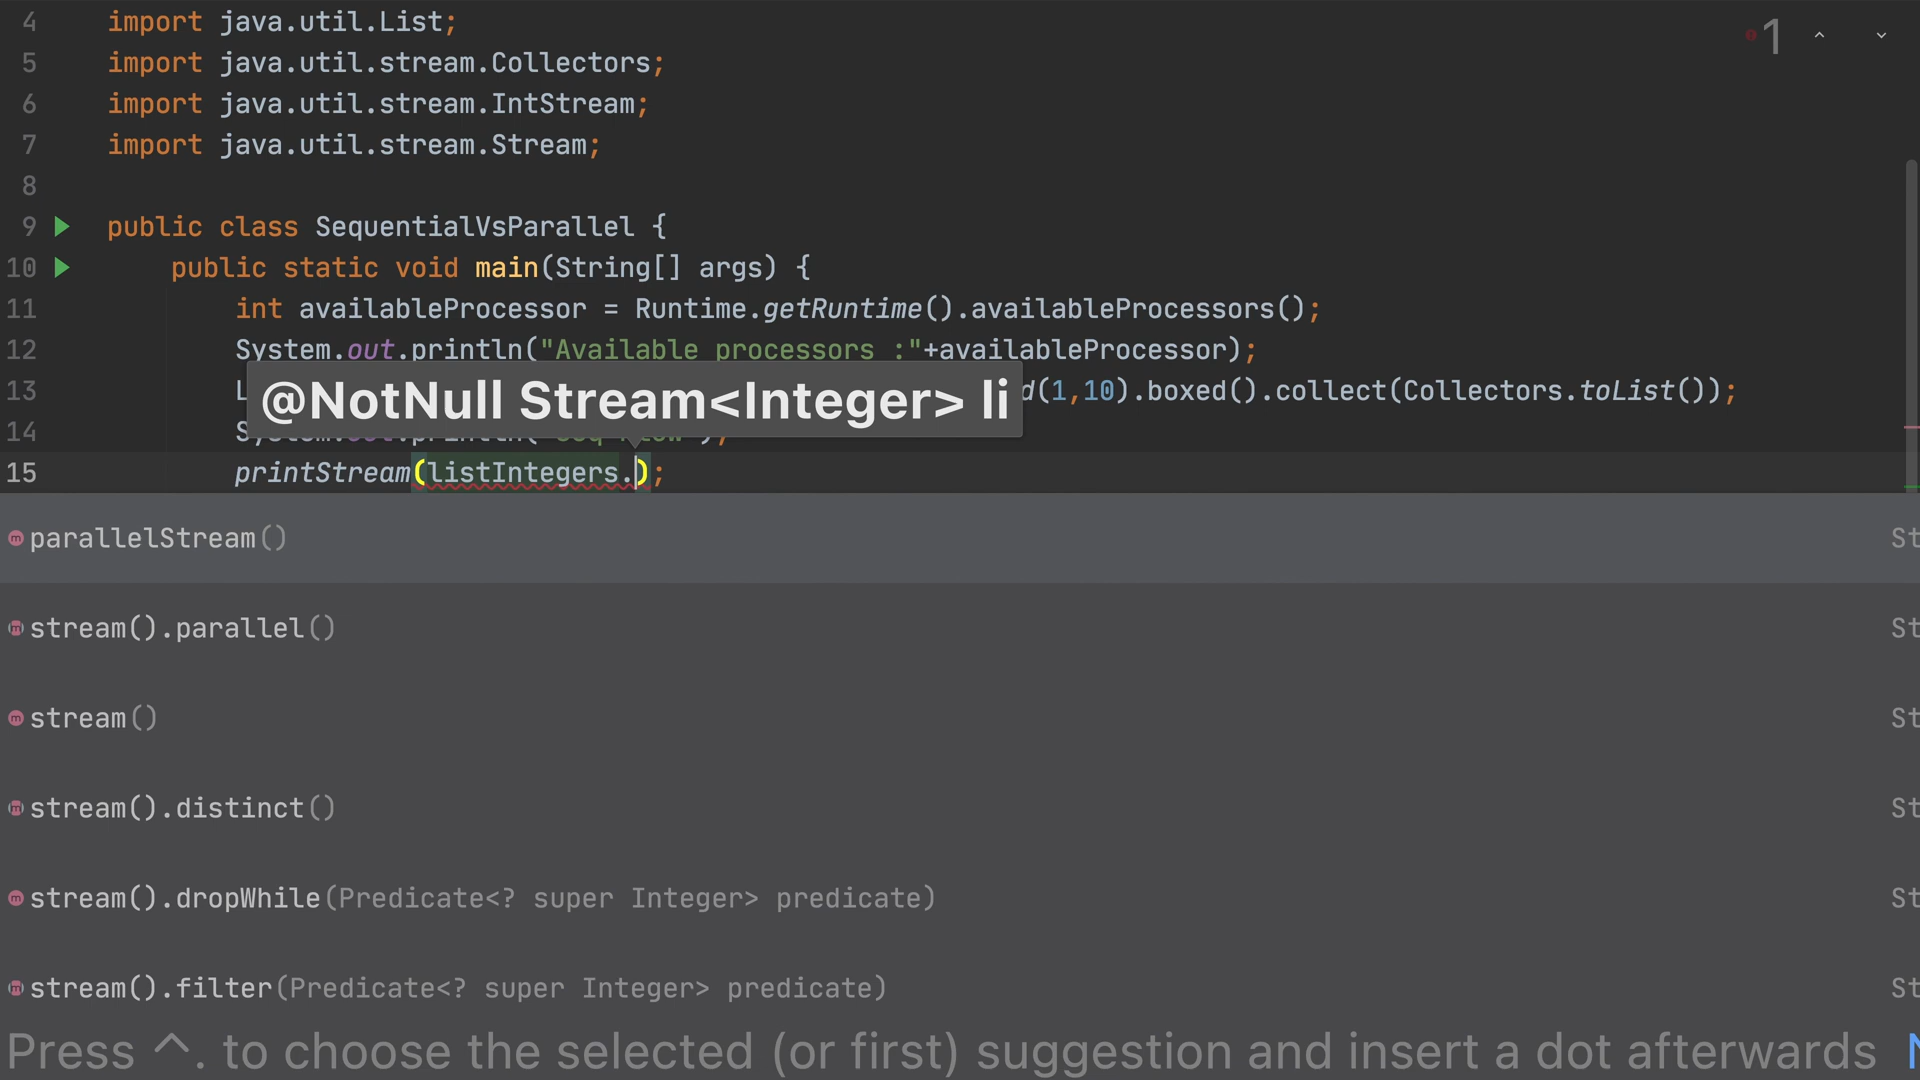 4 import java.util.List;
5 import java.util.stream.Collectors;
6 import java.util.stream.IntStream;
7 import java.util.stream.Stream;
8
9 public class SequentialVsParallel {
10 public static void main(String[] args) {
11 int availableProcessor = Runtime.getRuntime().availableProcessors();
12 System.out.println("Available processors :"+availableProcessor);
13 L d(1,10).boxed().collect(Collectors.toList());
@NotNull Stream<Integer> li
14
15 printStream(listIntegers.);
1
parallelStream() St
stream().parallel() St
stream() St
stream().distinct() St
stream().dropWhile(Predicate<? super Integer> predicate) St
stream().filter(Predicate<? super Integer> predicate) St
Press ^. to choose the selected (or first) suggestion and insert a dot afterwards